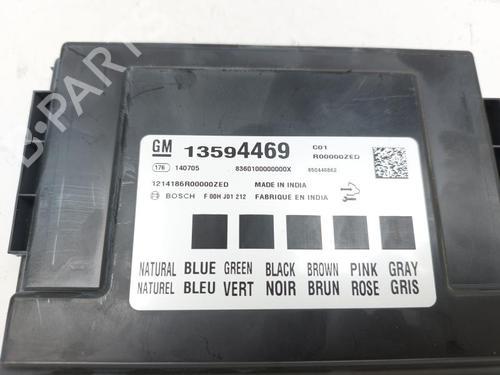 GM 13594469 C01
R00000ZED
176 140705 8360100000000X 850446862
1214186R00000ZED MADE IN INDIA
BOSCH F 00H J01 212 FABRIQUE EN INDIA
NATURAL BLUE GREEN BLACK BROWN PINK GRAY
NATUREL BLEU VERT NOIR BRUN ROSE GRIS
B-Parts